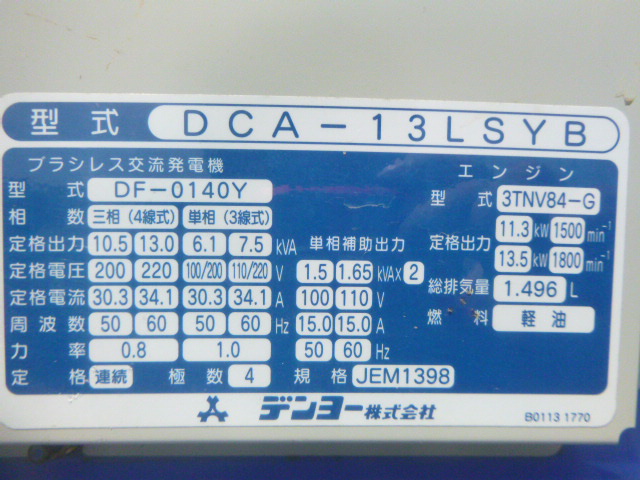 型式 DCA-13LSYB
ブラシレス交流発電機
型式 DF-0140Y
相数 三相(4線式) 単相(3線式)
定格出力 10.5 13.0 6.1 7.5 kVA
定格電圧 200 220 100/200 110/220 V
定格電流 30.3 34.1 30.3 34.1 A
周波数 50 60 50 60 Hz
力率 0.8 1.0
定格 連続 極数 4 規格 JEM1398
単相補助出力
1.5 1.65 kVA×2
100 110 V
15.0 15.0 A
50 60 Hz
エンジン
型式 3TNV84-G
定格出力 11.3 kW 1500 min-1
13.5 kW 1800 min-1
総排気量 1.496 L
燃料 軽油
デンヨー株式会社
B0113 1770